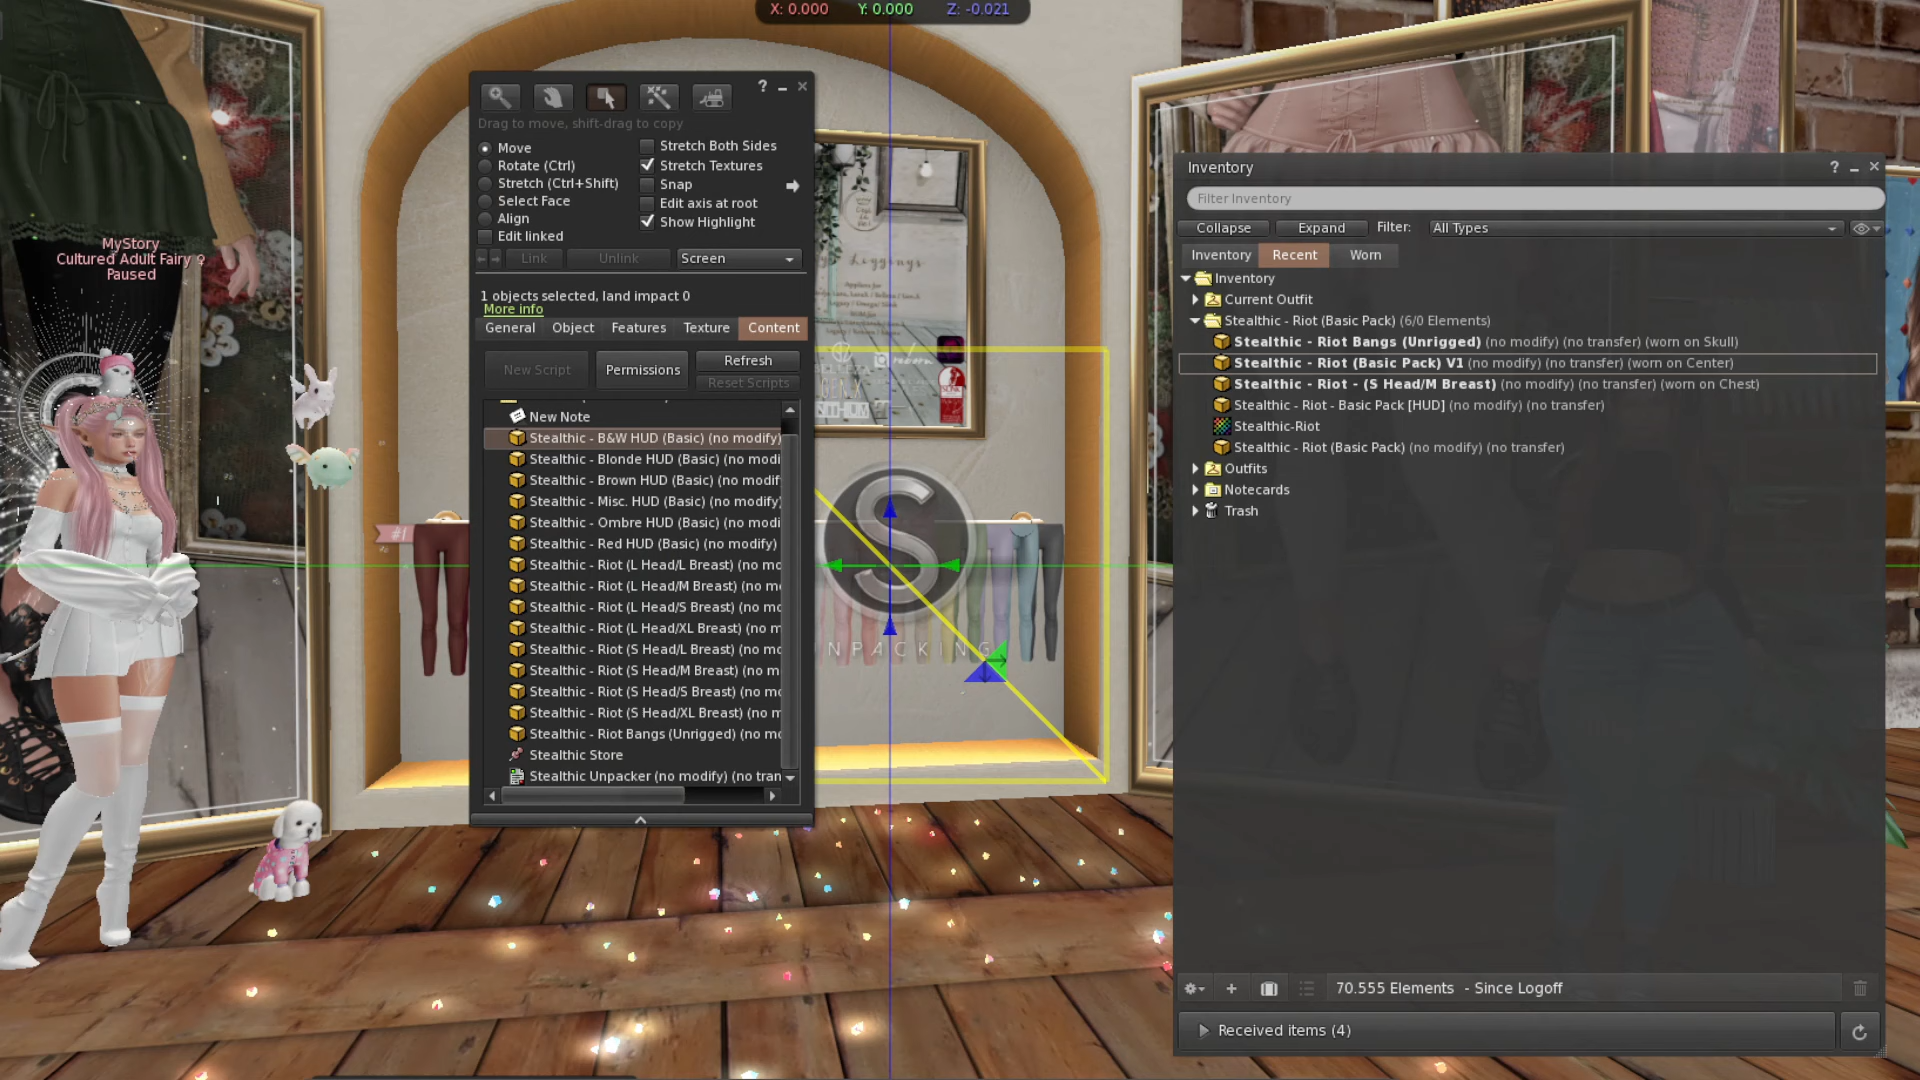 X: 0.000 Y: 0.000 Z: -0.021
MyStory
Cultured Adult Fairy ♀
Paused
Drag to move, shift-drag to copy
Move
Rotate (Ctrl)
Stretch (Ctrl+Shift)
Select Face
Align
Edit linked
Stretch Both Sides
Stretch Textures
Snap
Edit axis at root
Show Highlight
Link Unlink Screen
1 objects selected, land impact 0
More info
General Object Features Texture Content
New Script Permissions Refresh
Reset Scripts
New Note
Stealthic - B&W HUD (Basic) (no modify)
Stealthic - Blonde HUD (Basic) (no modi
Stealthic - Brown HUD (Basic) (no modif
Stealthic - Misc. HUD (Basic) (no modify)
Stealthic - Ombre HUD (Basic) (no modi
Stealthic - Red HUD (Basic) (no modify)
Stealthic - Riot (L Head/L Breast) (no mo
Stealthic - Riot (L Head/M Breast) (no m
Stealthic - Riot (L Head/S Breast) (no mo
Stealthic - Riot (L Head/XL Breast) (no m
Stealthic - Riot (S Head/L Breast) (no mo
Stealthic - Riot (S Head/M Breast) (no m
Stealthic - Riot (S Head/S Breast) (no mo
Stealthic - Riot (S Head/XL Breast) (no m
Stealthic - Riot Bangs (Unrigged) (no mo
Stealthic Store
Stealthic Unpacker (no modify) (no tran
#1
Leggings
S
NPACKING
Inventory
Filter Inventory
Collapse Expand Filter: All Types
Inventory Recent Worn
Inventory
Current Outfit
Stealthic - Riot (Basic Pack) (6/0 Elements)
Stealthic - Riot Bangs (Unrigged) (no modify) (no transfer) (worn on Skull)
Stealthic - Riot (Basic Pack) V1 (no modify) (no transfer) (worn on Center)
Stealthic - Riot - (S Head/M Breast) (no modify) (no transfer) (worn on Chest)
Stealthic - Riot - Basic Pack [HUD] (no modify) (no transfer)
Stealthic-Riot
Stealthic - Riot (Basic Pack) (no modify) (no transfer)
Outfits
Notecards
Trash
70.555 Elements - Since Logoff
Received items (4)